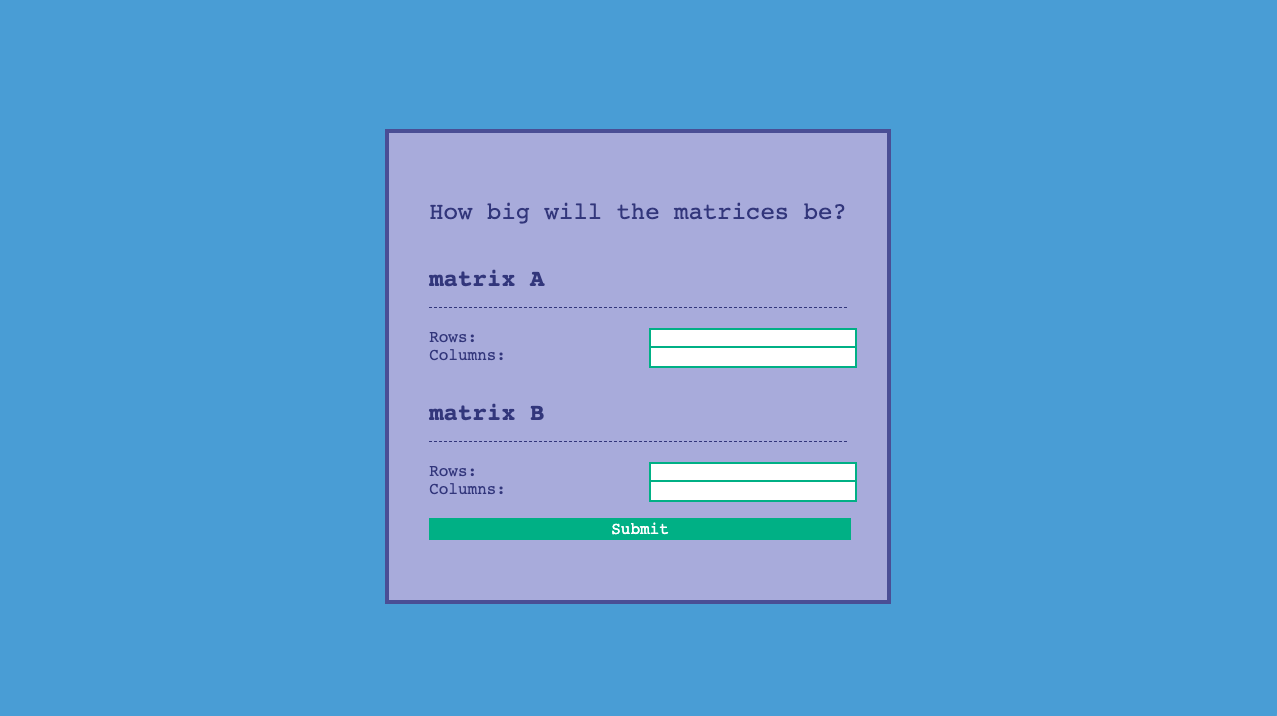 How big will the matrices be?
matrix A
Rows:
Columns:
matrix B
Rows:
Columns:
Submit